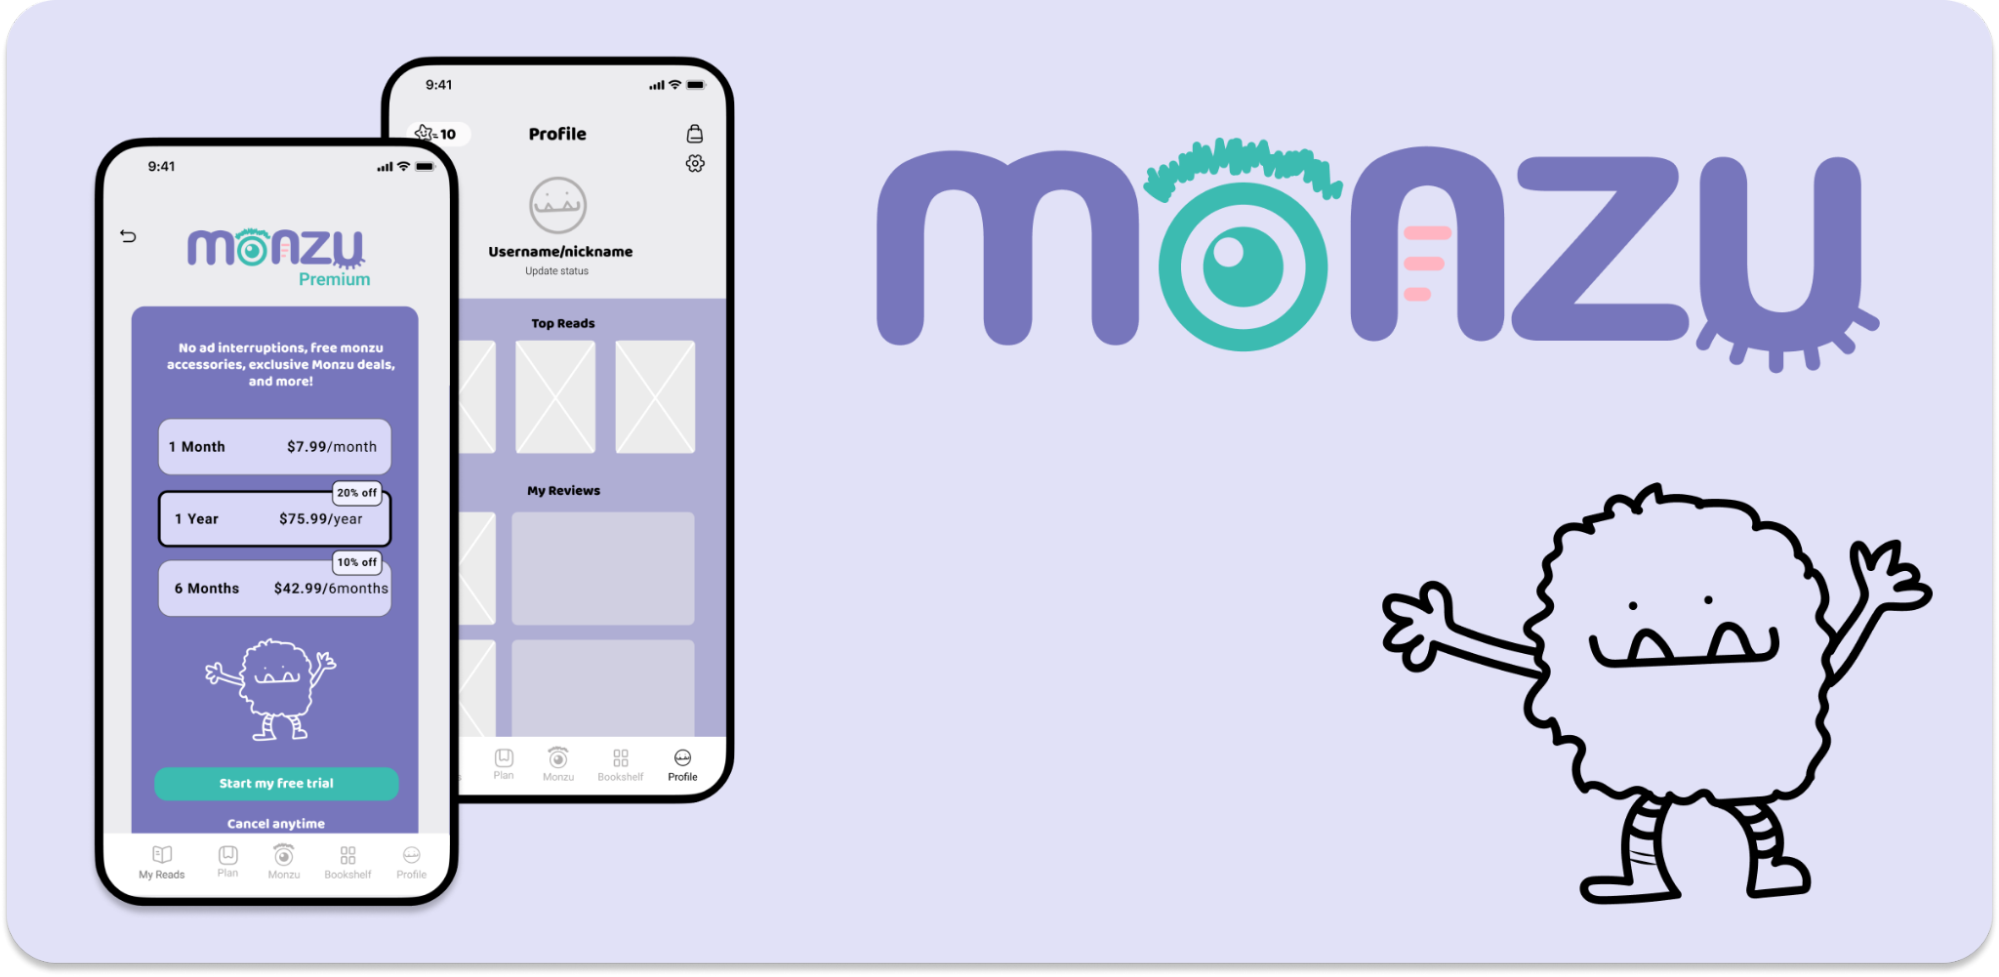 9:41
monzu
Premium
No ad interruptions, free monzu
accessories, exclusive Monzu deals,
and more!
1 Month $7.99/month
20% off
1 Year $75.99/year
10% off
6 Months $42.99/6months
Start my free trial
Cancel anytime
My Reads Plan Monzu Bookshelf Profile
9:41
10 Profile
Username/nickname
Update status
Top Reads
My Reviews
s Plan Monzu Bookshelf Profile
monzu